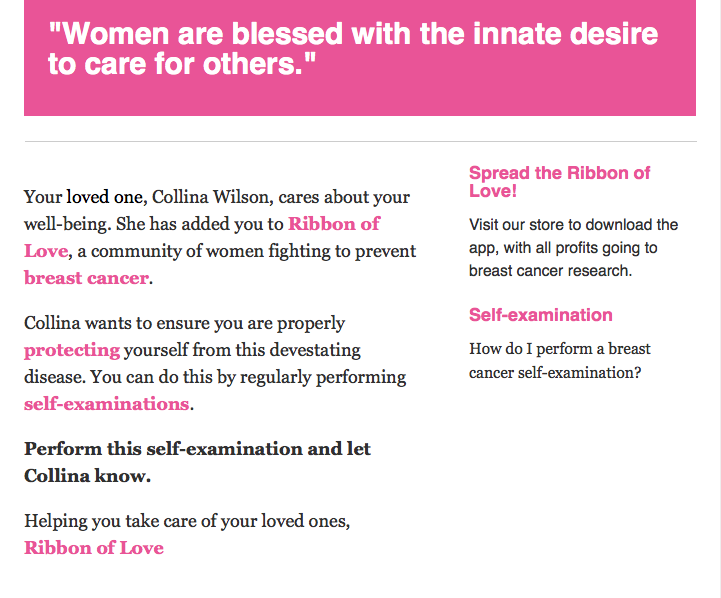 "Women are blessed with the innate desire
to care for others."
Your loved one, Collina Wilson, cares about your
well-being. She has added you to Ribbon of
Love, a community of women fighting to prevent
breast cancer.
Collina wants to ensure you are properly
protecting yourself from this devestating
disease. You can do this by regularly performing
self-examinations.
Perform this self-examination and let
Collina know.
Helping you take care of your loved ones,
Ribbon of Love
Spread the Ribbon of
Love!
Visit our store to download the
app, with all profits going to
breast cancer research.
Self-examination
How do I perform a breast
cancer self-examination?